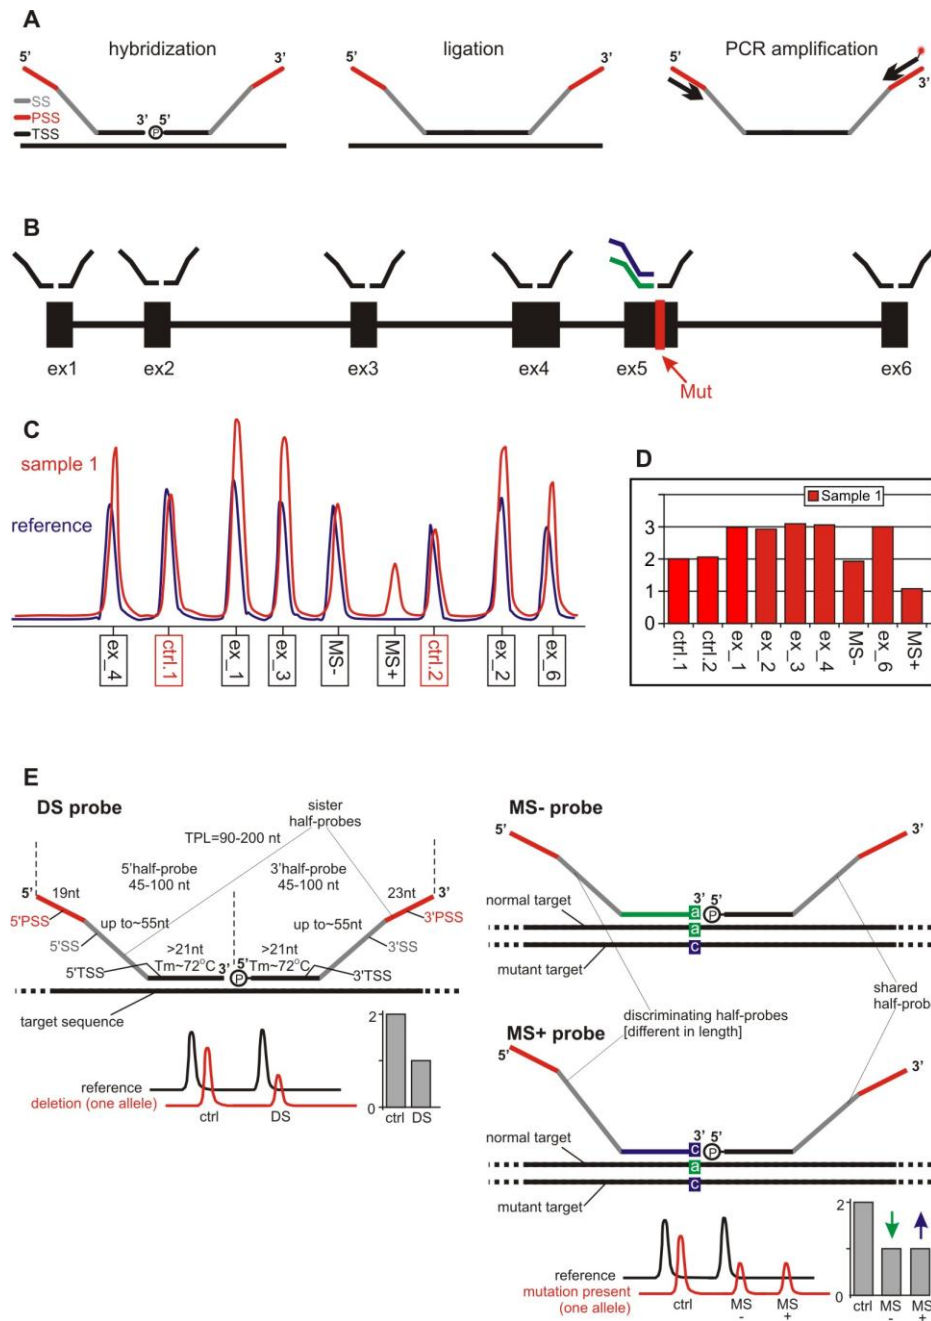 A
hybridization
ligation
PCR amplification
5’
3’
5’
3’
5’
3’
SS
PSS
TSS
3’
P
5’
B
ex1
ex2
ex3
ex4
ex5
ex6
Mut
C
sample 1
reference
ex_4
ctrl.1
ex_1
ex_3
MS-
MS+
ctrl.2
ex_2
ex_6
D
Sample 1
3
2
1
0
ctrl.1
ctrl.2
ex_1
ex_2
ex_3
ex_4
MS-
ex_6
MS+
E
DS probe
sister
half-probes
TPL=90-200 nt
5’half-probe
45-100 nt
3’half-probe
45-100 nt
5’
19nt
23nt
3’
5’PSS
3’PSS
up to~55nt
up to~55nt
5’SS
3’SS
>21nt
Tm~72°C
>21nt
Tm~72°C
5’TSS
3’
5’
P
3’TSS
target sequence
reference
deletion (one allele)
ctrl
DS
2
1
0
ctrl
DS
MS- probe
5’
3’
3’
5’
a
P
normal target
a
mutant target
c
discriminating half-probes
[different in length]
shared
half-prob
MS+ probe
5’
3’
3’
5’
c
P
normal target
a
mutant target
c
reference
mutation present
(one allele)
ctrl
MS
-
MS
+
2
0
ctrl
MS
-
MS
+